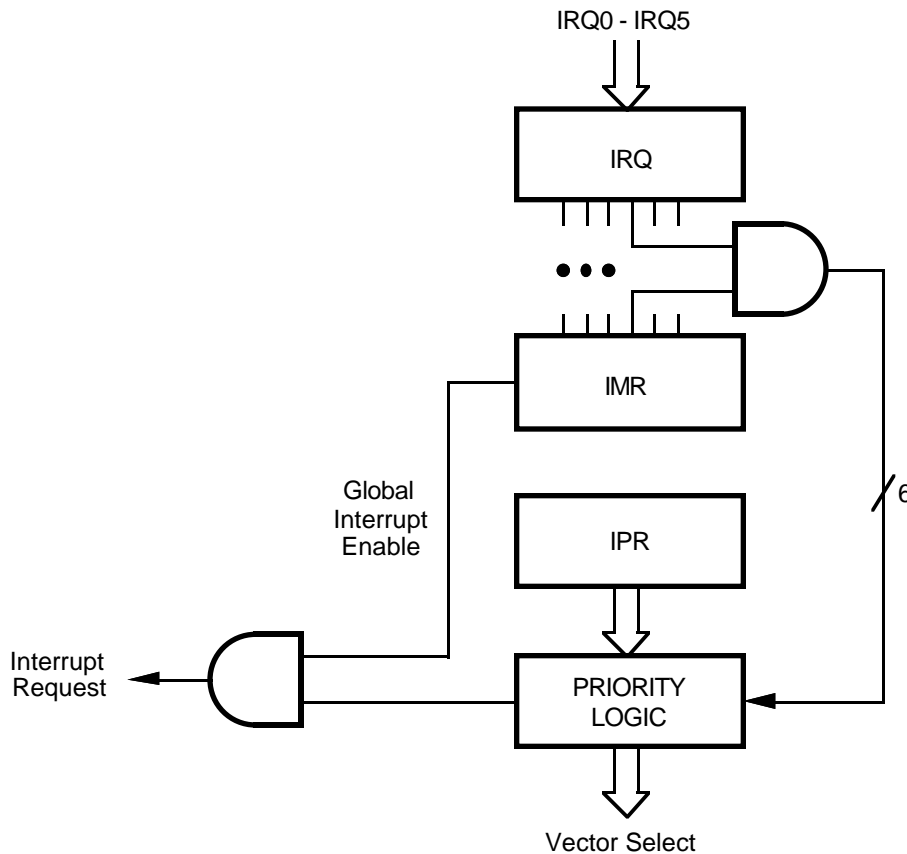 IRQ0 - IRQ5
IRQ
IMR
Global
Interrupt
Enable
6
IPR
Interrupt
Request
PRIORITY
LOGIC
Vector Select